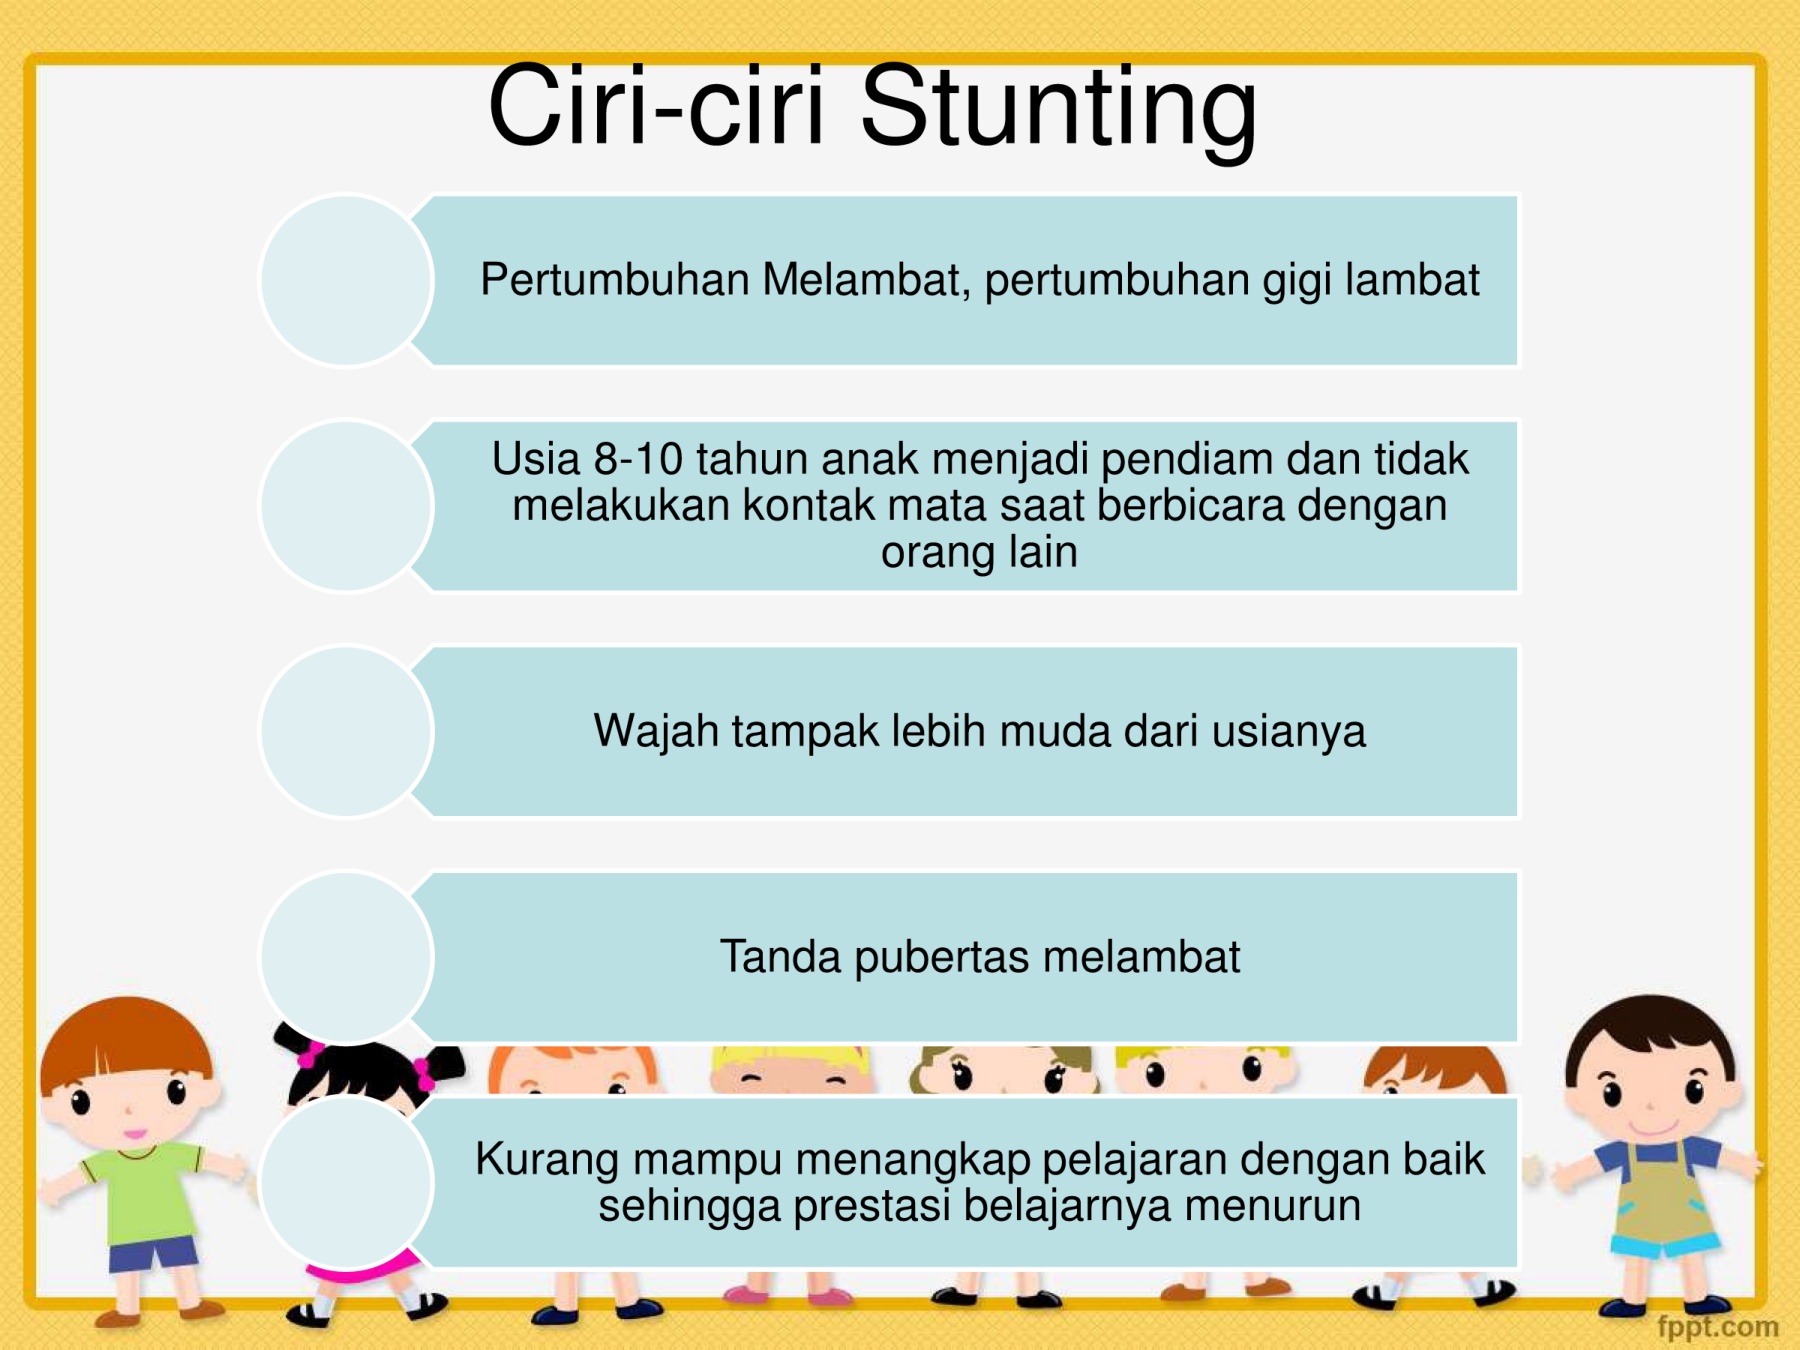 Ciri-ciri Stunting
Pertumbuhan Melambat, pertumbuhan gigi lambat
Usia 8-10 tahun anak menjadi pendiam dan tidak
melakukan kontak mata saat berbicara dengan
orang lain
Wajah tampak lebih muda dari usianya
Tanda pubertas melambat
Kurang mampu menangkap pelajaran dengan baik
sehingga prestasi belajarnya menurun
fppt.com